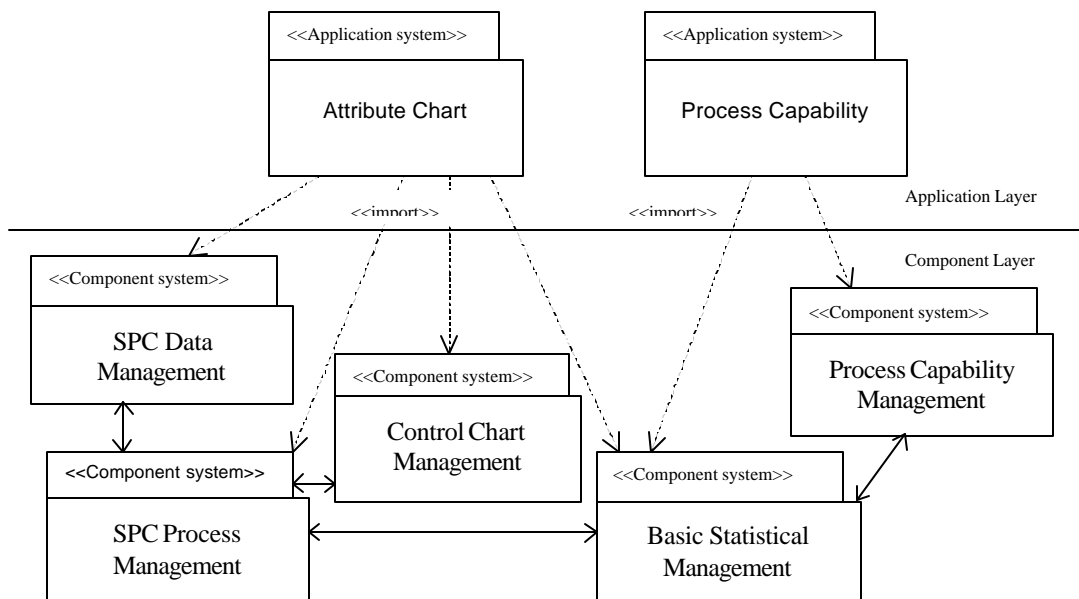 <<Application system>>
<<Application system>>
Attribute Chart
Process Capability
Application Layer
<<import>>
<<import>>
<<Component system>>
Component Layer
SPC Data
Management
<<Component system>>
Process Capability
Management
<<Component system>>
Control Chart
Management
<<Component system>>
SPC Process
Management
<<Component system>>
Basic Statistical
Management